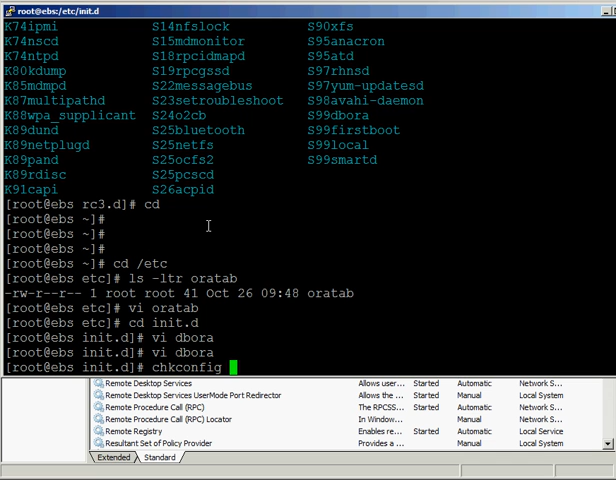 root@ebs:/etc/init.d
K74ipmi S14nfslock S90xfs
K74nscd S15mdmonitor S95anacron
K74ntpd S18rpcidmapd S95atd
K80kdump S19rpcgssd S97rhnsd
K85mdmpd S22messagebus S97yum-updatesd
K87multipathd S23setroubleshoot S98avahi-daemon
K88wpa_supplicant S24o2cb S99dbora
K89dund S25bluetooth S99firstboot
K89netplugd S25netfs S99local
K89pand S25ocfs2 S99smartd
K89rdisc S25pcscd
K91capi S26acpid
[root@ebs rc3.d]# cd
[root@ebs ~]#
[root@ebs ~]#
[root@ebs ~]#
[root@ebs ~]# cd /etc
[root@ebs etc]# ls -ltr oratab
-rw-r--r-- 1 root root 41 Oct 26 09:48 oratab
[root@ebs etc]# vi oratab
[root@ebs etc]# cd init.d
[root@ebs init.d]# vi dbora
[root@ebs init.d]# vi dbora
[root@ebs init.d]# chkconfig
Remote Desktop Services Allows user... Started Automatic Network S...
Remote Desktop Services UserMode Port Redirector Allows the ... Started Manual Local System
Remote Procedure Call (RPC) The RPCSS... Started Automatic Network S...
Remote Procedure Call (RPC) Locator In Window... Manual Network S...
Remote Registry Enables re... Started Automatic Local Service
Resultant Set of Policy Provider Provides a ... Manual Local System
Extended Standard